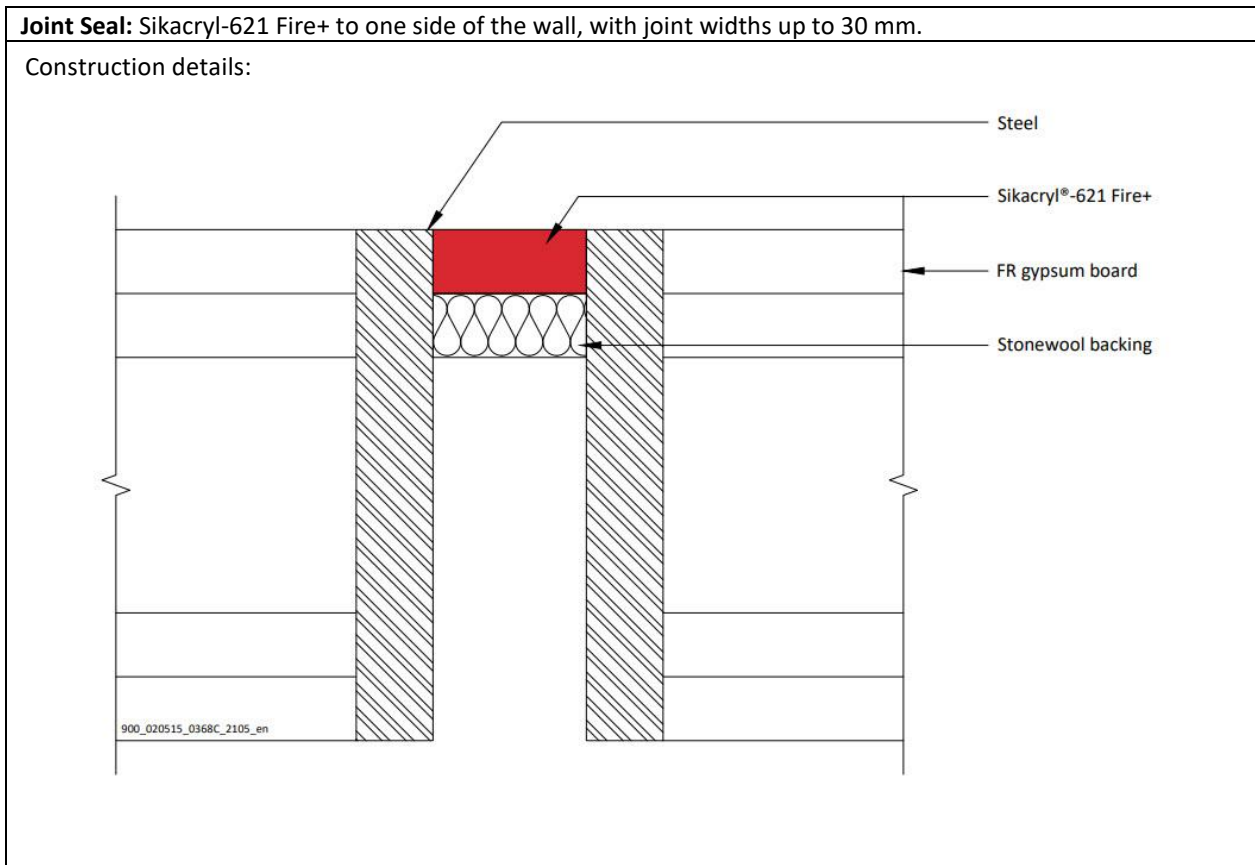 Joint Seal: Sikacryl-621 Fire+ to one side of the wall, with joint widths up to 30 mm.
Construction details:
Steel
Sikacryl®-621 Fire+
FR gypsum board
Stonewool backing
900_020515_0368C_2105_en